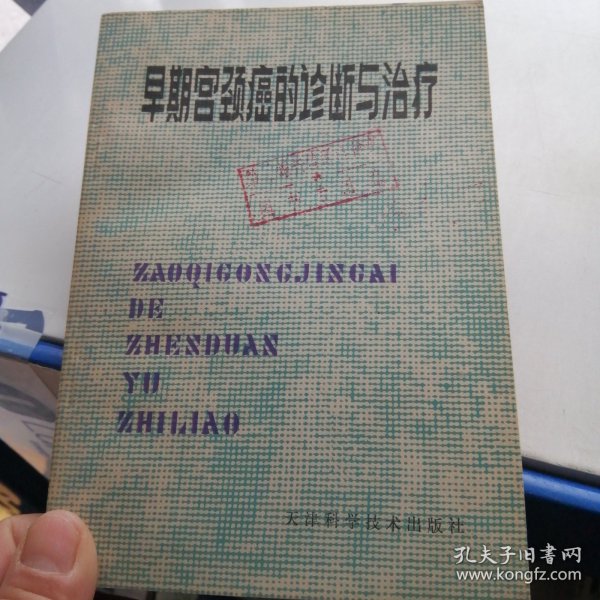 早期宫颈癌的诊断与治疗
ZAOQIGONGJINGAI
DE
ZHENDUAN
YU
ZHILIAO
天津科学技术出版社
孔夫子旧书网
www.kongfz.com